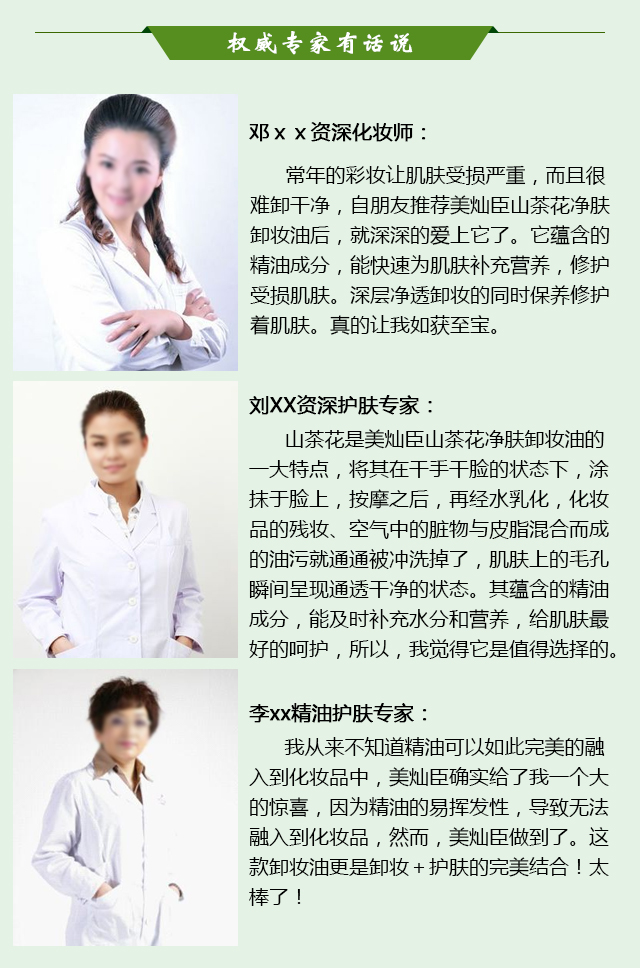 权威专家有话说
邓ｘｘ资深化妆师：
常年的彩妆让肌肤受损严重，而且很
难卸干净，自朋友推荐美灿臣山茶花净肤
卸妆油后，就深深的爱上它了。它蕴含的
精油成分，能快速为肌肤补充营养，修护
受损肌肤。深层净透卸妆的同时保养修护
着肌肤。真的让我如获至宝。
刘XX资深护肤专家：
山茶花是美灿臣山茶花净肤卸妆油的
一大特点，将其在干手干脸的状态下，涂
抹于脸上，按摩之后，再经水乳化，化妆
品的残妆、空气中的脏物与皮脂混合而成
的油污就通通被冲洗掉了，肌肤上的毛孔
瞬间呈现通透干净的状态。其蕴含的精油
成分，能及时补充水分和营养，给肌肤最
好的呵护，所以，我觉得它是值得选择的。
李xx精油护肤专家：
我从来不知道精油可以如此完美的融
入到化妆品中，美灿臣确实给了我一个大
的惊喜，因为精油的易挥发性，导致无法
融入到化妆品，然而，美灿臣做到了。这
款卸妆油更是卸妆＋护肤的完美结合！太
棒了！